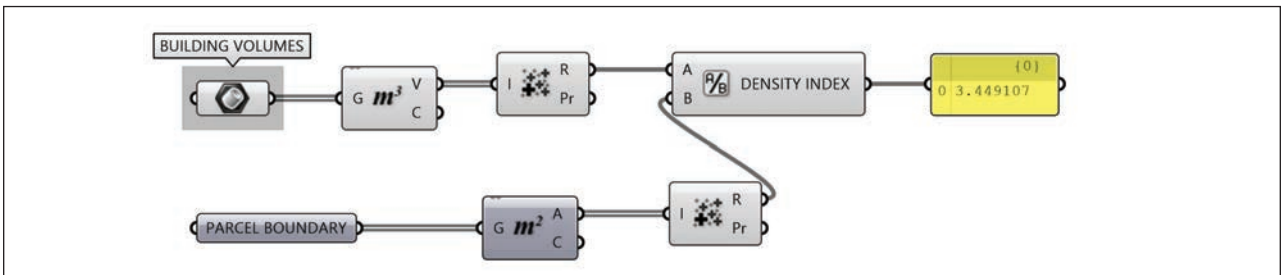 BUILDING VOLUMES
G m³ V C
I R Pr
A B A/B DENSITY INDEX
{0}
0 3.449107
PARCEL BOUNDARY
G m² A C
I R Pr